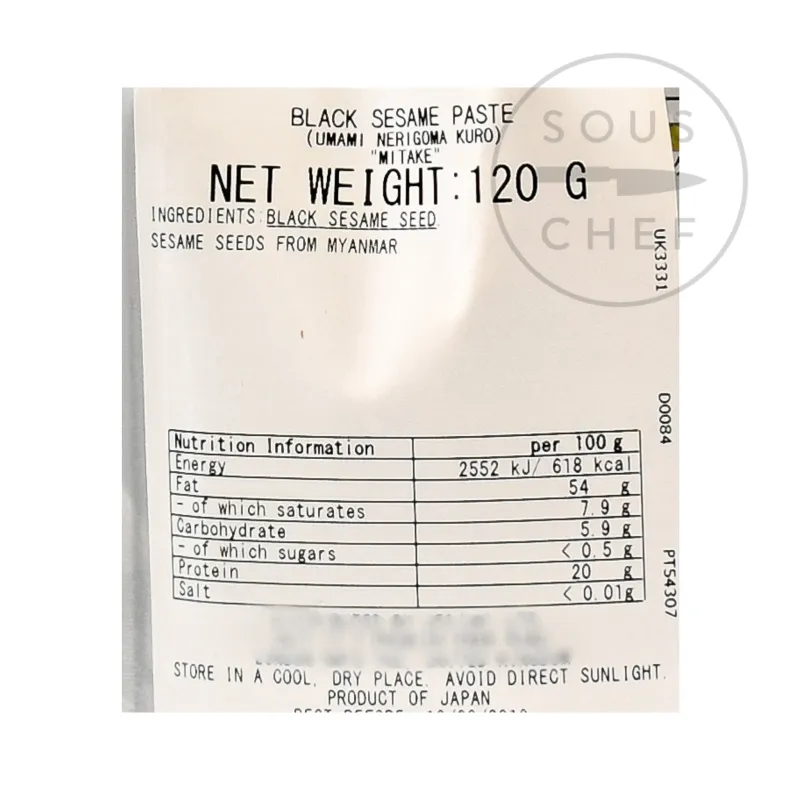 BLACK SESAME PASTE
(UMAMI NERIGOMA KURO)
"MITAKE"
NET WEIGHT:120 G
INGREDIENTS:BLACK SESAME SEED
SESAME SEEDS FROM MYANMAR
SOUS
CHEF
UK3331
D0084
PT54307
Nutrition Information per 100 g
Energy 2552 kJ/ 618 kcal
Fat 54 g
- of which saturates 7.9 g
Carbohydrate 5.9 g
- of which sugars < 0.5 g
Protein 20 g
Salt < 0.01g
STORE IN A COOL, DRY PLACE. AVOID DIRECT SUNLIGHT.
PRODUCT OF JAPAN